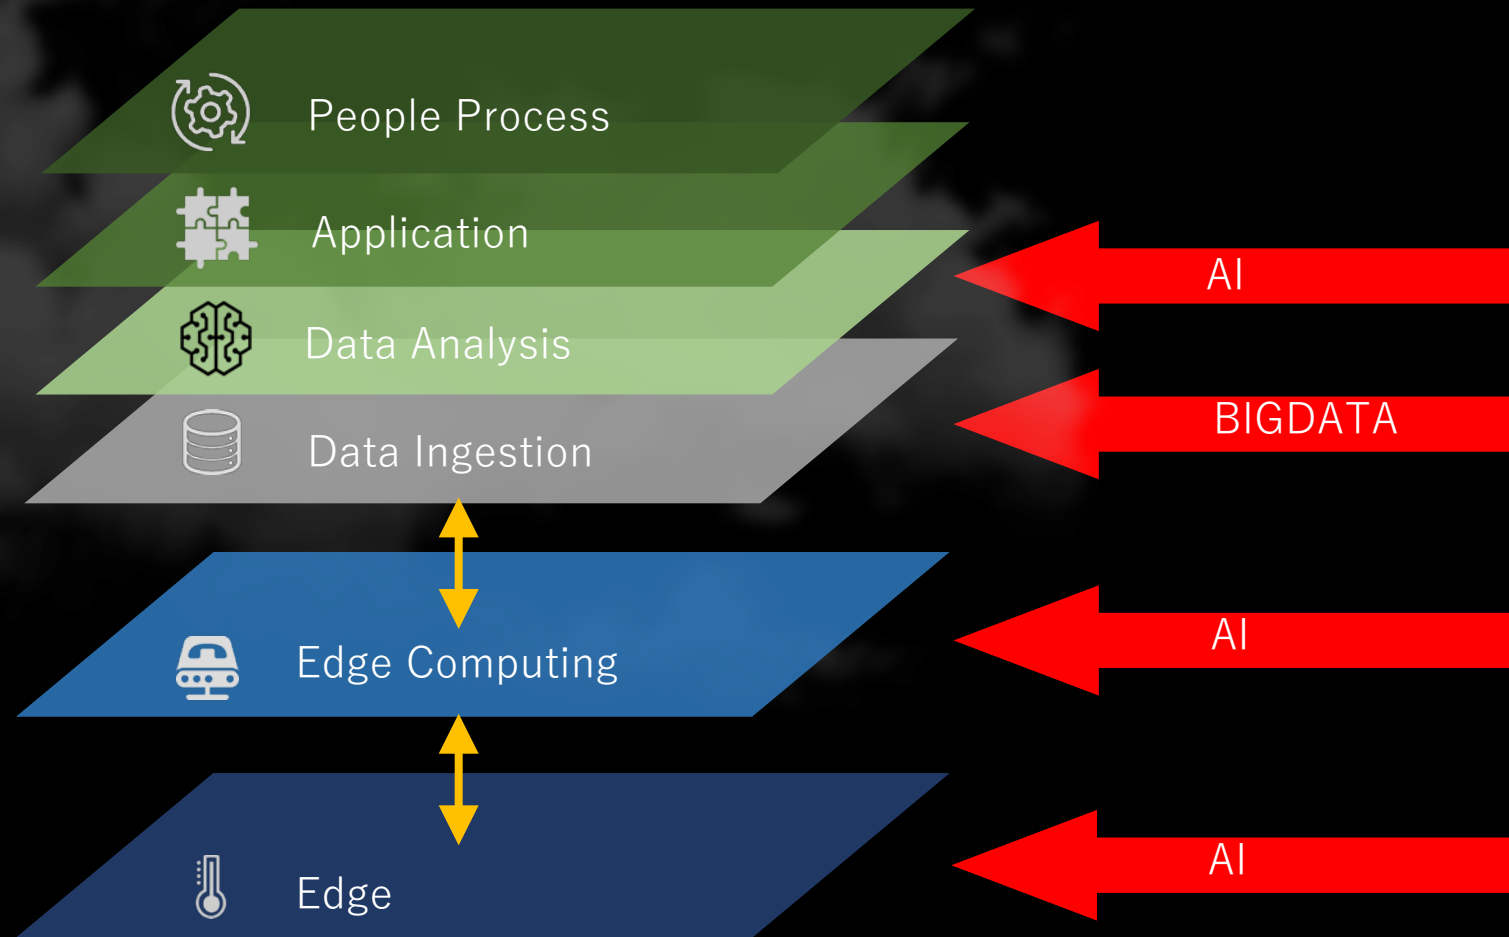 People Process
Application
AI
Data Analysis
BIGDATA
Data Ingestion
Edge Computing
AI
Edge
AI